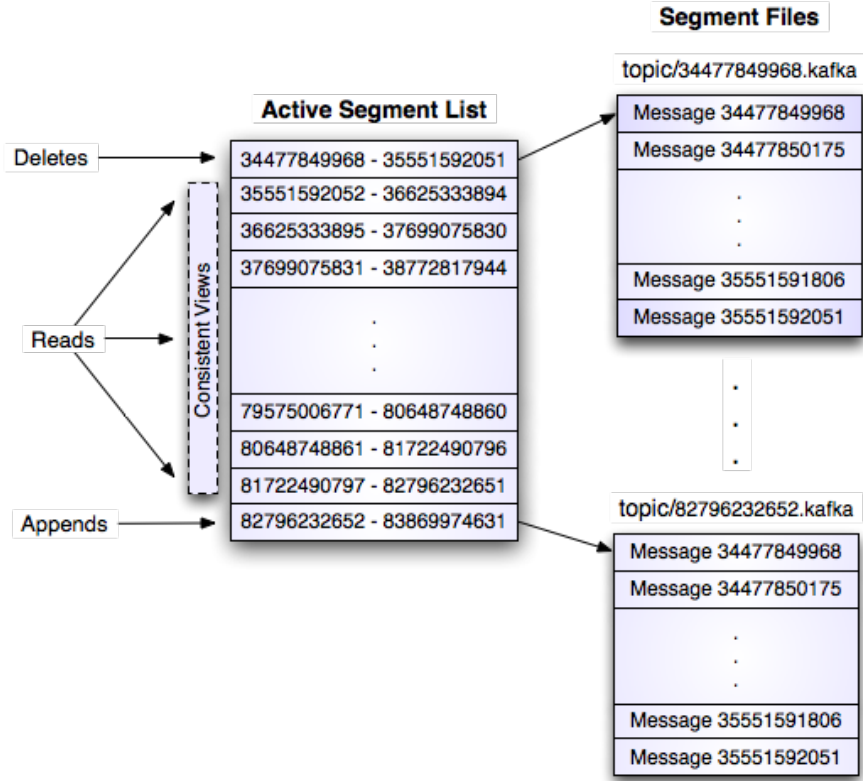 Segment Files
topic/34477849968.kafka
Active Segment List
Message 34477849968
Deletes
34477849968 - 35551592051
Message 34477850175
35551592052 - 36625333894
.
.
.
36625333895 - 37699075830
37699075831 - 38772817944
Message 35551591806
Message 35551592051
Reads
Consistent Views
.
.
.
.
.
.
79575006771 - 80648748860
80648748861 - 81722490796
81722490797 - 82796232651
topic/82796232652.kafka
Appends
82796232652 - 83869974631
Message 34477849968
Message 34477850175
.
.
.
Message 35551591806
Message 35551592051